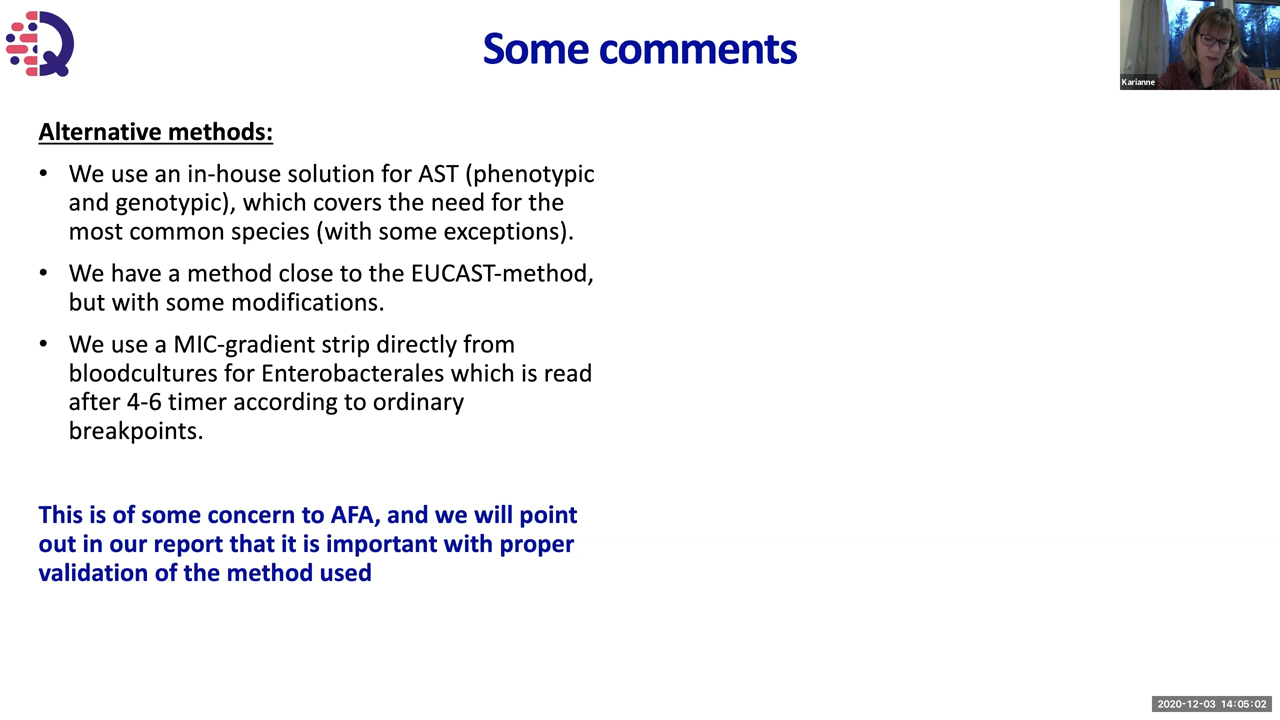 Some comments
Karianne
Alternative methods:
• We use an in-house solution for AST (phenotypic
and genotypic), which covers the need for the
most common species (with some exceptions).
• We have a method close to the EUCAST-method,
but with some modifications.
• We use a MIC-gradient strip directly from
bloodcultures for Enterobacterales which is read
after 4-6 timer according to ordinary
breakpoints.
This is of some concern to AFA, and we will point
out in our report that it is important with proper
validation of the method used
2020-12-03 14:05:02